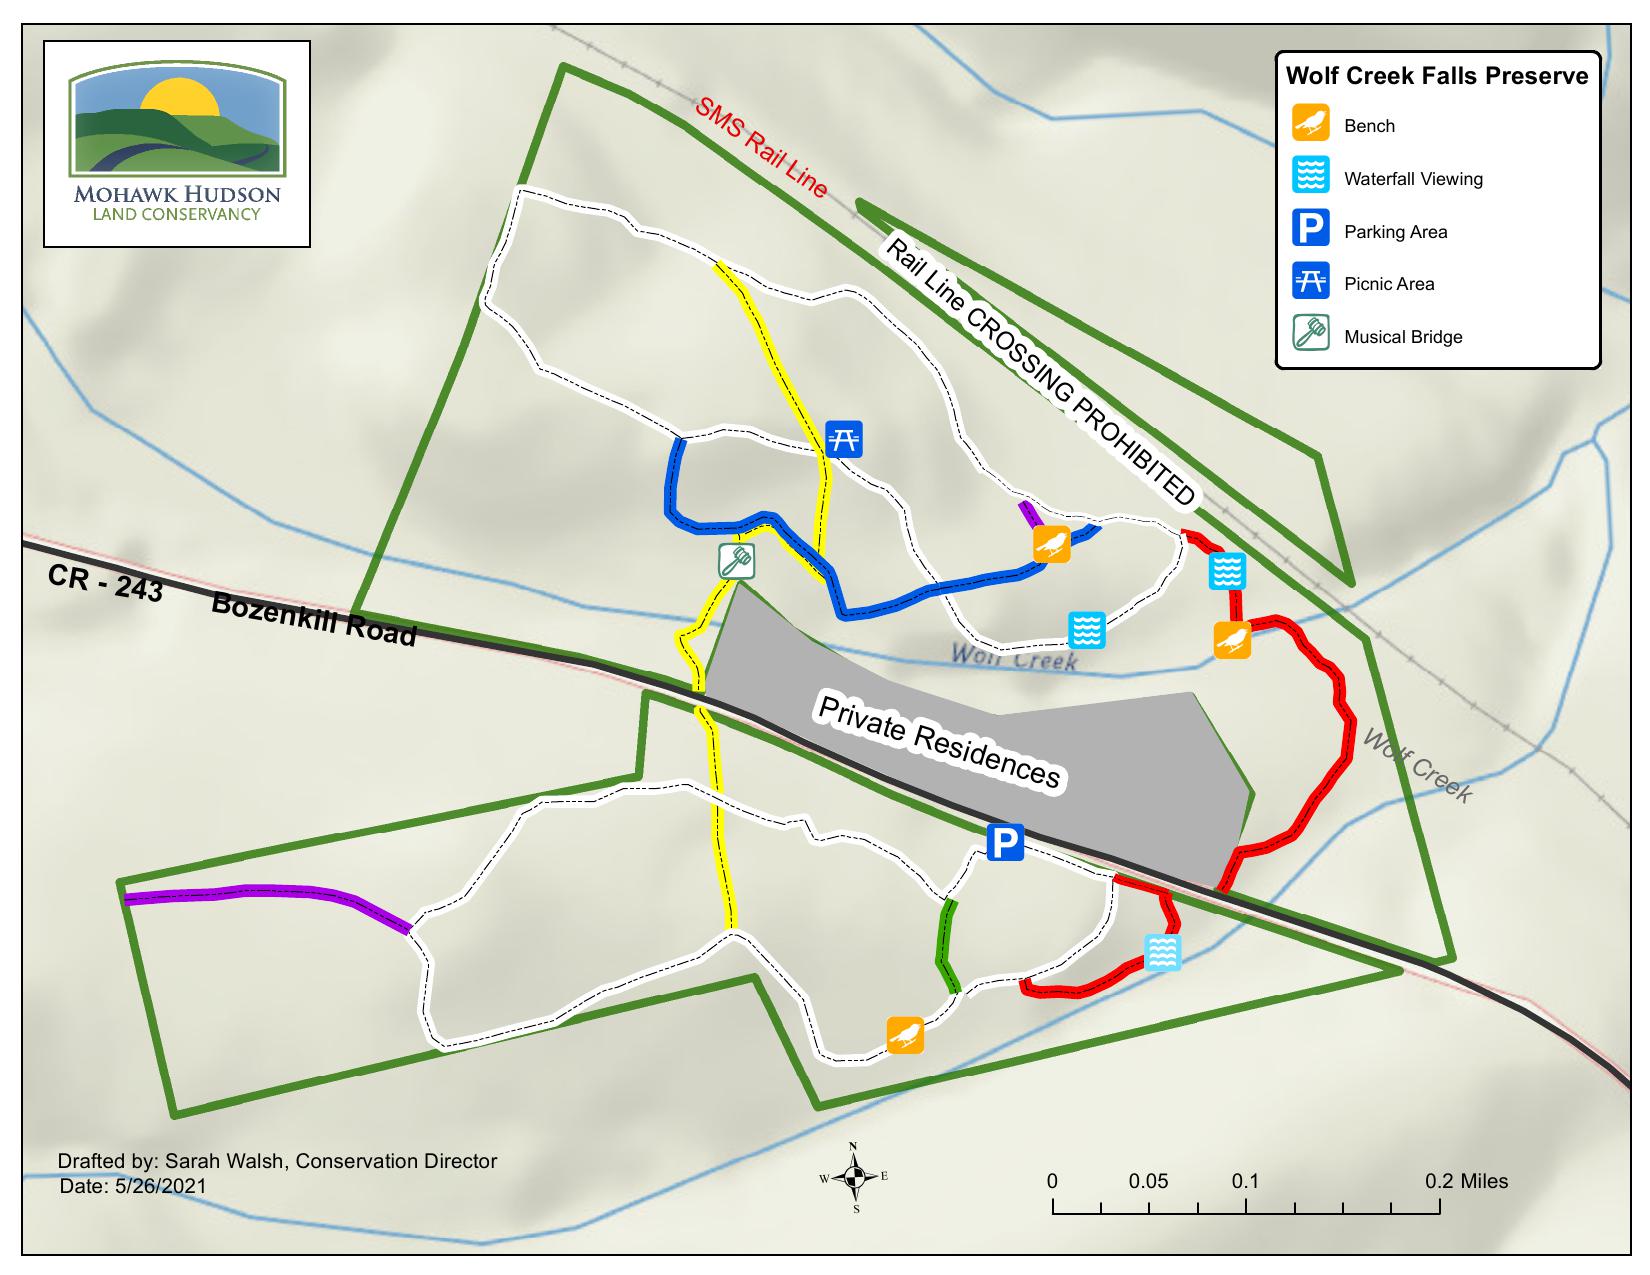 MOHAWK HUDSON
LAND CONSERVANCY
Wolf Creek Falls Preserve
Bench
Waterfall Viewing
P
Parking Area
Picnic Area
Musical Bridge
SMS Rail Line
Rail Line CROSSING PROHIBITED
CR - 243
Bozenkill Road
Wolf Creek
Private Residences
Wolf Creek
P
Drafted by: Sarah Walsh, Conservation Director
Date: 5/26/2021
N
W E
S
0 0.05 0.1 0.2 Miles